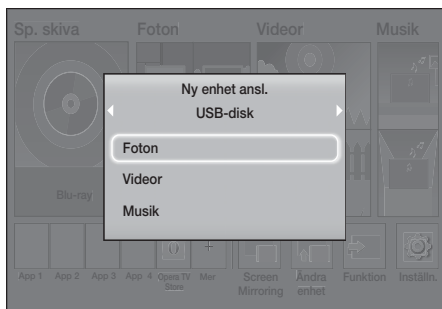 Sp. skiva Foton Videor Musik
Ny enhet ansl.
USB-disk
Foton
Videor
Musik
Blu-ray
App 1 App 2 App 3 App 4 Opera TV Store Mer Screen Mirroring Ändra enhet Funktion Inställn.